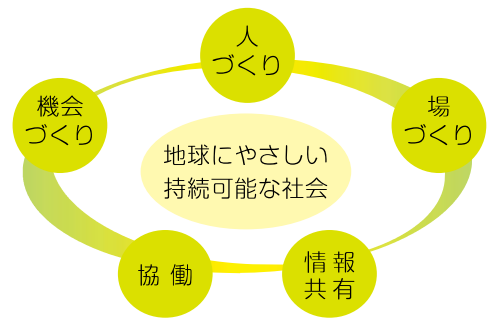 人
づくり
機会
づくり
場
づくり
地球にやさしい
持続可能な社会
協働
情報
共有